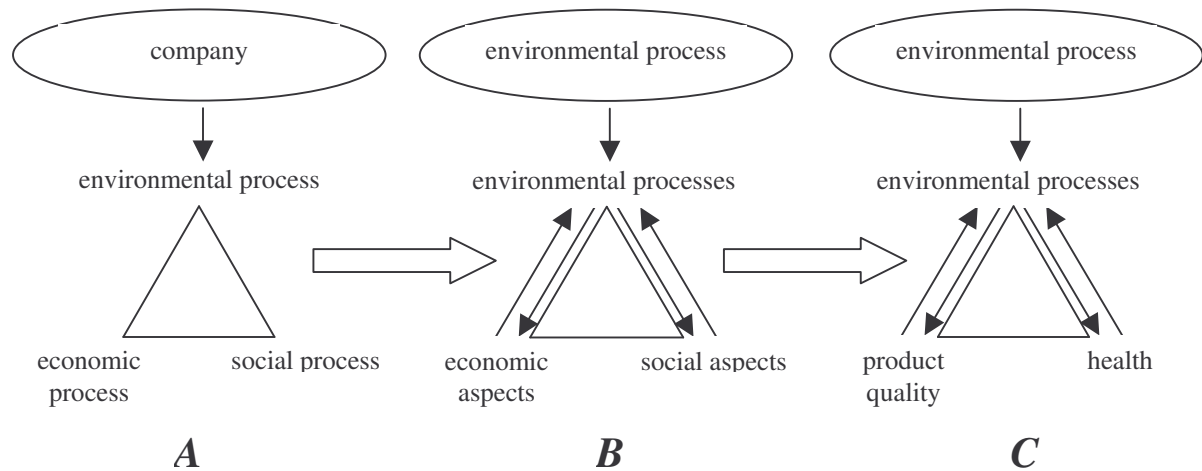 company
environmental process
environmental process
environmental process
environmental processes
environmental processes
economic
process
social process
economic
aspects
social aspects
product
quality
health
A
B
C